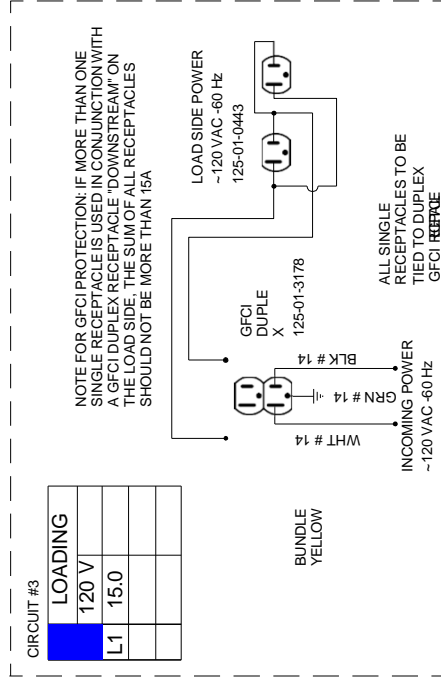 CIRCUIT #3
LOADING
120 V
L1 15.0
NOTE FOR GFCI PROTECTION: IF MORE THAN ONE
SINGLE RECEPTACLE IS USED IN CONJUNCTION WITH
A GFCI DUPLEX RECEPTACLE "DOWNSTREAM" ON
THE LOAD SIDE, THE SUM OF ALL RECEPTACLES
SHOULD NOT BE MORE THAN 15A
LOAD SIDE POWER
~120 VAC -60 Hz
125-01-0443
GFCI
DUPLE
X
125-01-3178
BUNDLE
YELLOW
WHT # 14
GRN # 14
BLK # 14
INCOMING POWER
~120 VAC -60 Hz
ALL SINGLE
RECEPTACLES TO BE
TIED TO DUPLEX
GFCI